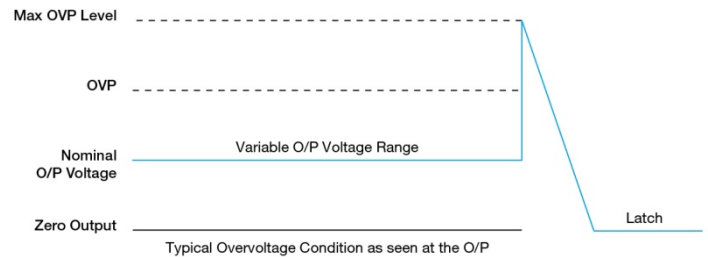 Max OVP Level
OVP
Variable O/P Voltage Range
Nominal
O/P Voltage
Zero Output
Latch
Typical Overvoltage Condition as seen at the O/P